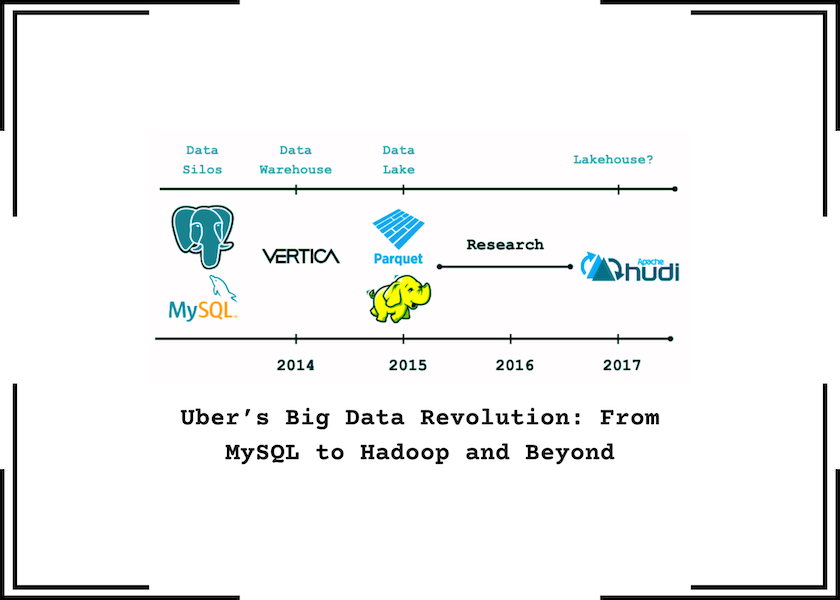 Data Silos
Data Warehouse
Data Lake
Lakehouse?
VERTICA
Parquet
Research
Apache
hudi
MySQL
2014
2015
2016
2017
Uber’s Big Data Revolution: From
MySQL to Hadoop and Beyond